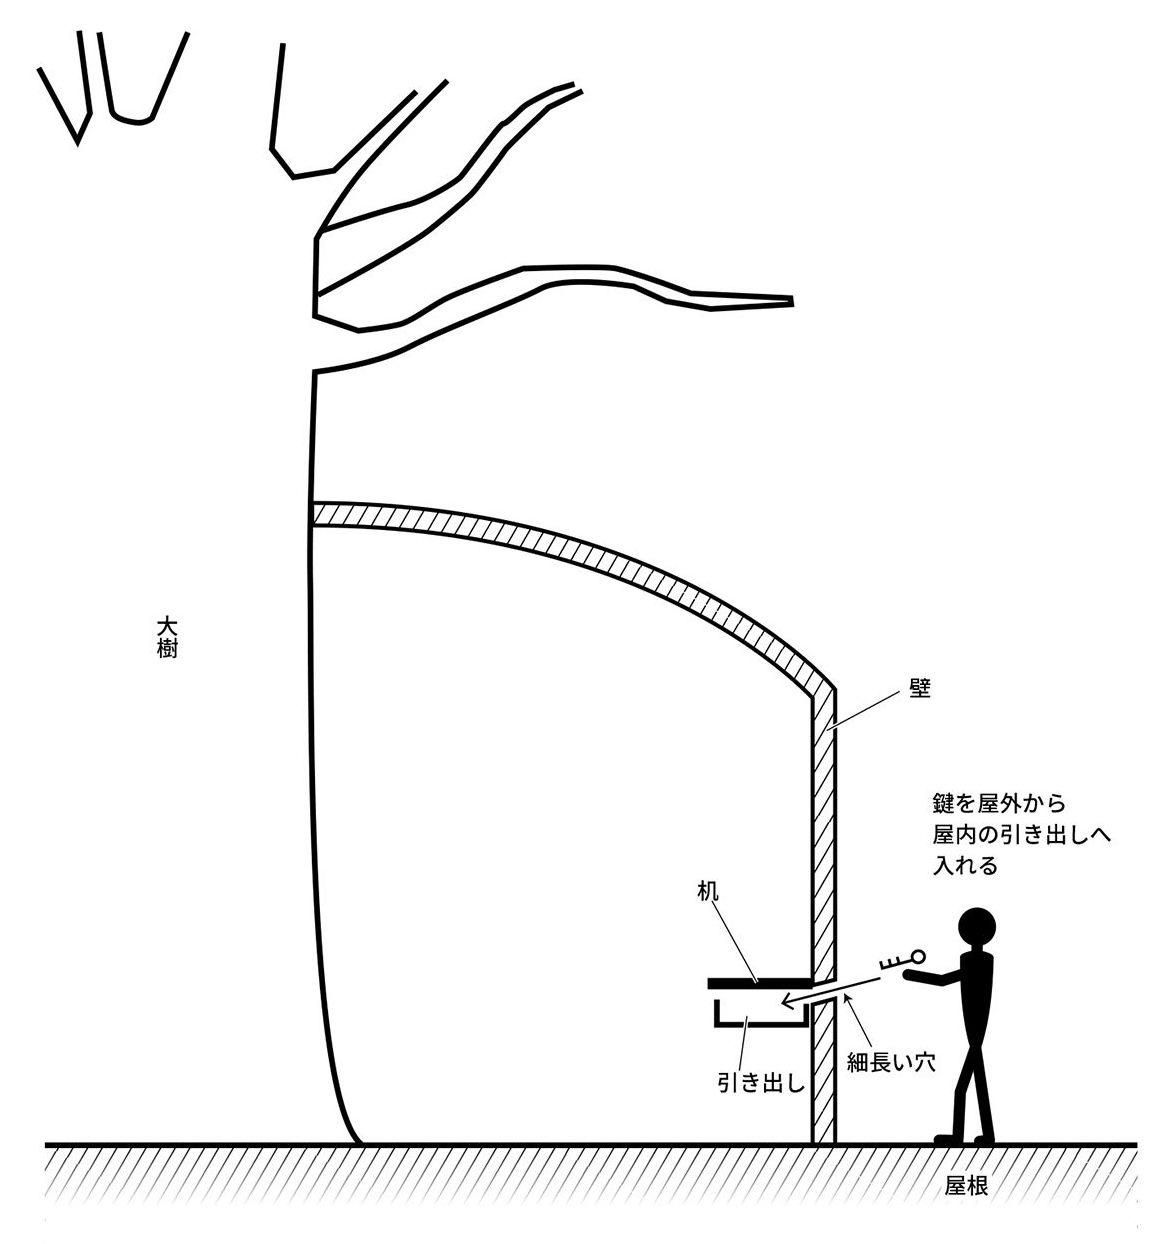 大樹
壁
鍵を屋外から
屋内の引き出しへ
入れる
机
細長い穴
引き出し
屋根